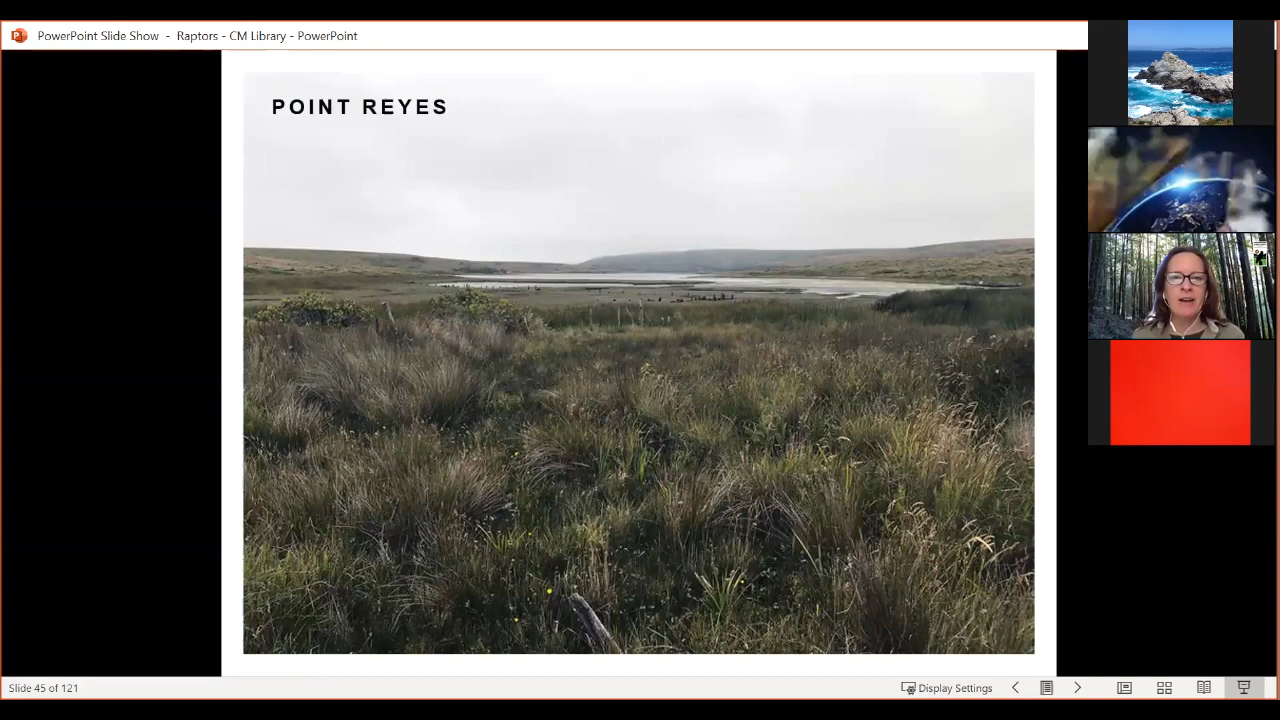 PowerPoint Slide Show - Raptors - CM Library - PowerPoint
POINT REYES
Slide 45 of 121
Display Settings